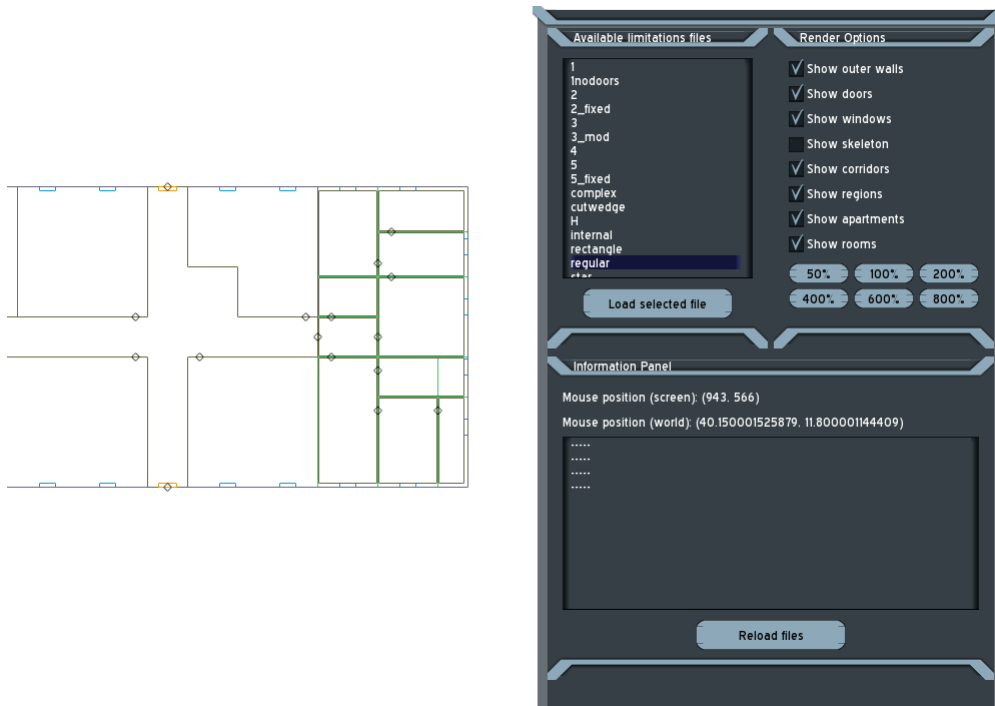 Available limitations files
1
1nodoors
2
2_fixed
3
3_mod
4
5
5_fixed
complex
cutwedge
H
internal
rectangle
regular
star
Load selected file
Render Options
Show outer walls
Show doors
Show windows
Show skeleton
Show corridors
Show regions
Show apartments
Show rooms
50% 100% 200%
400% 600% 800%
Information Panel
Mouse position (screen): (943, 566)
Mouse position (world): (40.150001525879, 11.800001144409)
-----
-----
-----
-----
Reload files